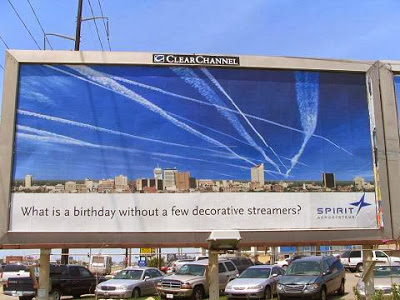 CLEARCHANNEL
What is a birthday without a few decorative streamers?
SPIRIT
AEROSYSTEMS